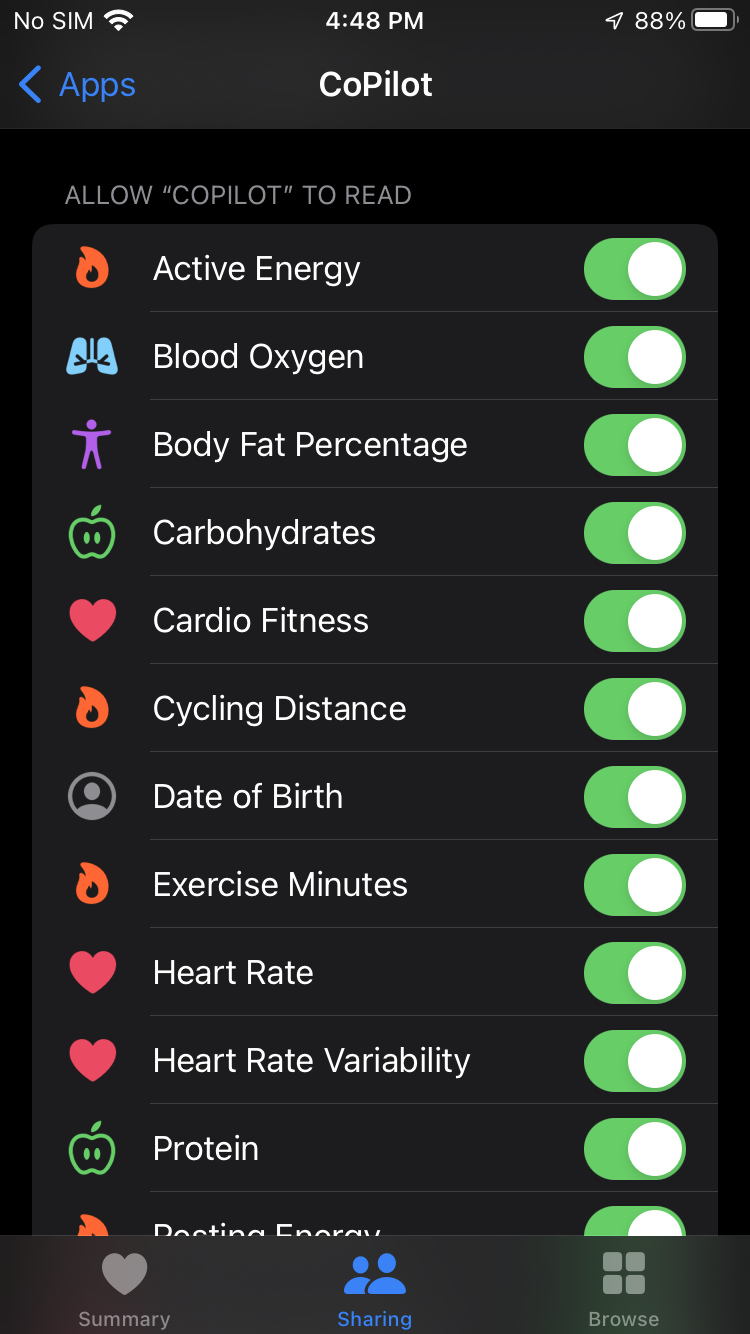 No SIM 4:48 PM 88%
Apps CoPilot
ALLOW “COPILOT” TO READ
Active Energy
Blood Oxygen
Body Fat Percentage
Carbohydrates
Cardio Fitness
Cycling Distance
Date of Birth
Exercise Minutes
Heart Rate
Heart Rate Variability
Protein
Resting Energy
Summary Sharing Browse